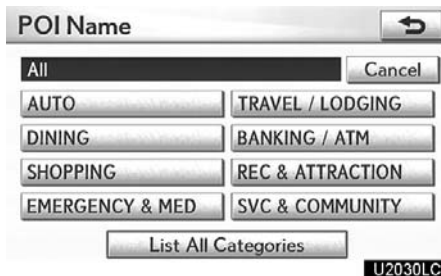 POI Name
All Cancel
AUTO TRAVEL / LODGING
DINING BANKING / ATM
SHOPPING REC & ATTRACTION
EMERGENCY & MED SVC & COMMUNITY
List All Categories
U2030LC